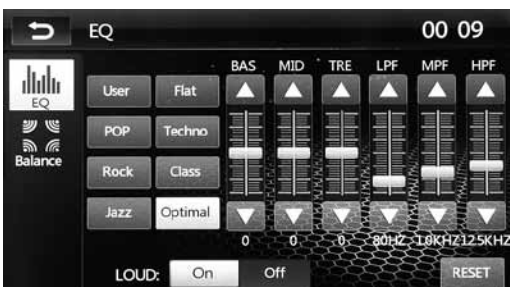 EQ 00 09
BAS MID TRE LPF MPF HPF
EQ
User Flat
POP Techno
Balance
Rock Class
Jazz Optimal
0 0 0 80HZ 1.0KHZ 12.5KHZ
LOUD: On Off RESET